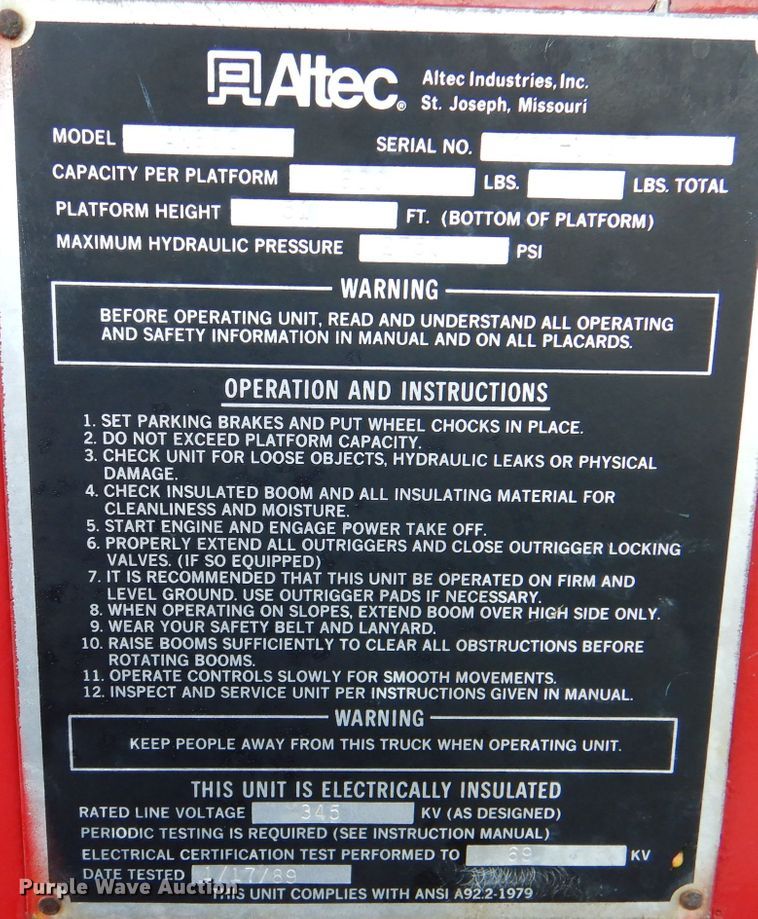 Altec® Altec Industries, Inc.
St. Joseph, Missouri
MODEL SERIAL NO.
CAPACITY PER PLATFORM LBS. LBS. TOTAL
PLATFORM HEIGHT FT. (BOTTOM OF PLATFORM)
MAXIMUM HYDRAULIC PRESSURE PSI
WARNING
BEFORE OPERATING UNIT, READ AND UNDERSTAND ALL OPERATING
AND SAFETY INFORMATION IN MANUAL AND ON ALL PLACARDS.
OPERATION AND INSTRUCTIONS
1. SET PARKING BRAKES AND PUT WHEEL CHOCKS IN PLACE.
2. DO NOT EXCEED PLATFORM CAPACITY.
3. CHECK UNIT FOR LOOSE OBJECTS, HYDRAULIC LEAKS OR PHYSICAL
DAMAGE.
4. CHECK INSULATED BOOM AND ALL INSULATING MATERIAL FOR
CLEANLINESS AND MOISTURE.
5. START ENGINE AND ENGAGE POWER TAKE OFF.
6. PROPERLY EXTEND ALL OUTRIGGERS AND CLOSE OUTRIGGER LOCKING
VALVES. (IF SO EQUIPPED)
7. IT IS RECOMMENDED THAT THIS UNIT BE OPERATED ON FIRM AND
LEVEL GROUND. USE OUTRIGGER PADS IF NECESSARY.
8. WHEN OPERATING ON SLOPES, EXTEND BOOM OVER HIGH SIDE ONLY.
9. WEAR YOUR SAFETY BELT AND LANYARD.
10. RAISE BOOMS SUFFICIENTLY TO CLEAR ALL OBSTRUCTIONS BEFORE
ROTATING BOOMS.
11. OPERATE CONTROLS SLOWLY FOR SMOOTH MOVEMENTS.
12. INSPECT AND SERVICE UNIT PER INSTRUCTIONS GIVEN IN MANUAL.
WARNING
KEEP PEOPLE AWAY FROM THIS TRUCK WHEN OPERATING UNIT.
THIS UNIT IS ELECTRICALLY INSULATED
RATED LINE VOLTAGE 345 KV (AS DESIGNED)
PERIODIC TESTING IS REQUIRED (SEE INSTRUCTION MANUAL)
ELECTRICAL CERTIFICATION TEST PERFORMED TO 69 KV
DATE TESTED 1/17/89
THIS UNIT COMPLIES WITH ANSI A92.2-1979
Purple Wave Auction